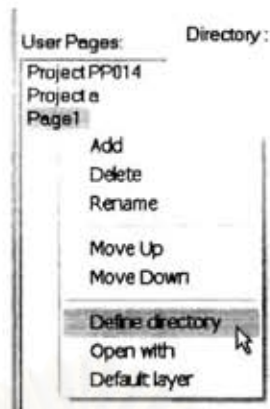 User Pages:
Directory :
Project PP014
Project a
Page1
Add
Delete
Rename
Move Up
Move Down
Define directory
Open with
Default layer